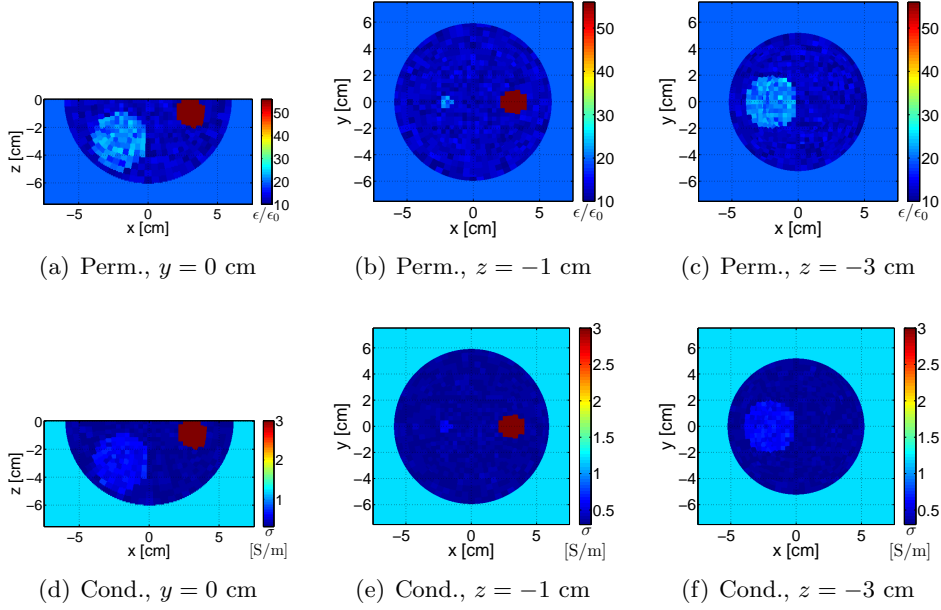 z [cm]
0
−2
−4
−6
−5 0 5
x [cm]
50
40
30
20
10
ϵ/ϵ0
(a) Perm., y = 0 cm
y [cm]
6
4
2
0
−2
−4
−6
−5 0 5
x [cm]
50
40
30
20
10
ϵ/ϵ0
(b) Perm., z = −1 cm
y [cm]
6
4
2
0
−2
−4
−6
−5 0 5
x [cm]
50
40
30
20
10
ϵ/ϵ0
(c) Perm., z = −3 cm
z [cm]
0
−2
−4
−6
−5 0 5
x [cm]
3
2.5
2
1.5
1
σ
[S/m]
(d) Cond., y = 0 cm
y [cm]
6
4
2
0
−2
−4
−6
−5 0 5
x [cm]
3
2.5
2
1.5
1
0.5
σ
[S/m]
(e) Cond., z = −1 cm
y [cm]
6
4
2
0
−2
−4
−6
−5 0 5
x [cm]
3
2.5
2
1.5
1
0.5
σ
[S/m]
(f) Cond., z = −3 cm